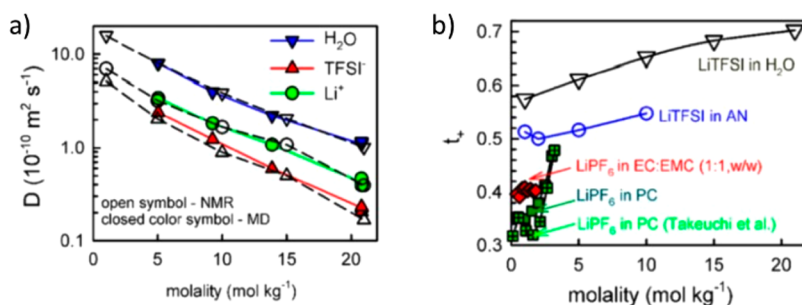 a)
D (10⁻¹⁰ m² s⁻¹)
10.0
1.0
0.1
H₂O
TFSI⁻
Li⁺
open symbol - NMR
closed color symbol - MD
0 5 10 15 20
molality (mol kg⁻¹)
b)
t₊
0.7
0.6
0.5
0.4
0.3
LiTFSI in H₂O
LiTFSI in AN
LiPF₆ in EC:EMC (1:1,w/w)
LiPF₆ in PC
LiPF₆ in PC (Takeuchi et al.)
0 5 10 15 20
molality (mol kg⁻¹)